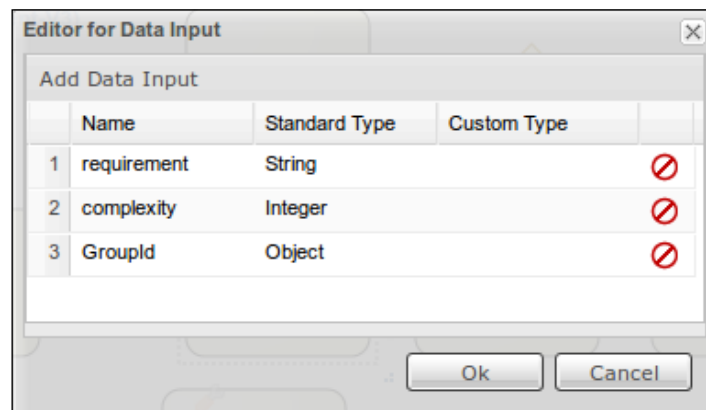 Editor for Data Input
Add Data Input
Name Standard Type Custom Type
1 requirement String
2 complexity Integer
3 GroupId Object
Ok Cancel